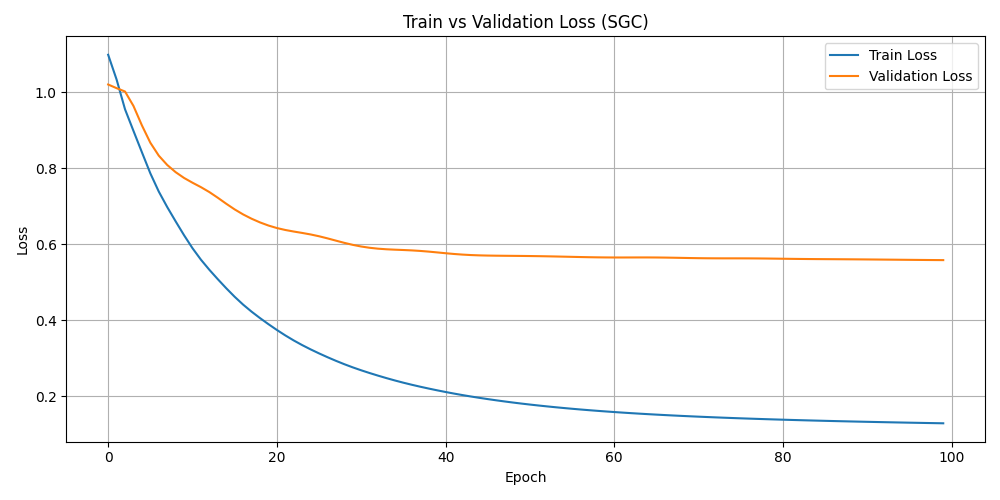 Train vs Validation Loss (SGC)
Train Loss
Validation Loss
Loss
1.0
0.8
0.6
0.4
0.2
0 20 40 60 80 100
Epoch